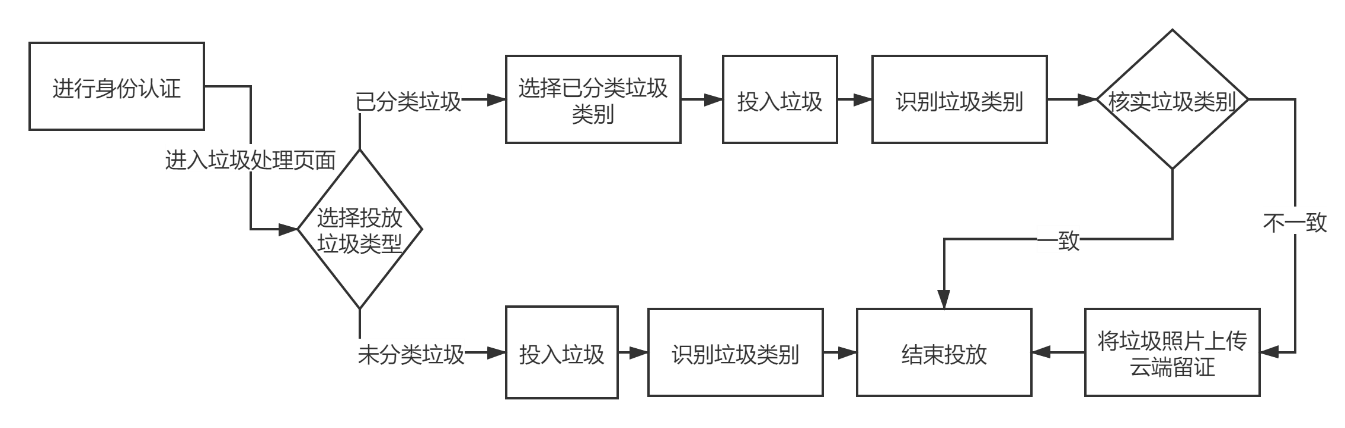 进行身份认证
进入垃圾处理页面
选择投放
垃圾类型
已分类垃圾
选择已分类垃圾
类别
投入垃圾
识别垃圾类别
核实垃圾类别
不一致
一致
未分类垃圾
投入垃圾
识别垃圾类别
结束投放
将垃圾照片上传
云端留证